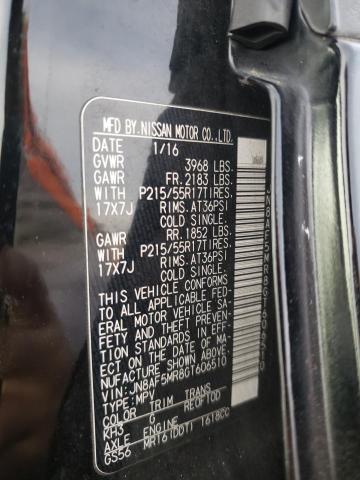 MFD. BY NISSAN MOTOR CO., LTD.
DATE 1/16
GVWR 3968 LBS.
GAWR FR. 2183 LBS.
WITH P215/55R17TIRES
17X7J RIMS. AT36PSI
COLD SINGLE.
GAWR RR. 1852 LBS.
WITH P215/55R17TIRES
17X7J RIMS. AT36PSI
COLD SINGLE.
THIS VEHICLE CONFORMS
TO ALL APPLICABLE FED-
ERAL MOTOR VEHICLE SA-
FETY AND THEFT PREVEN-
TION STANDARDS IN EFF-
ECT ON THE DATE OF MA-
NUFACTURE SHOWN ABOVE.
VIN: JN8AF5MR8GT606510
TYPE: MPV
COLOR TRIM TRANS
KH3 G RE0F10D
AXLE ENGINE
GS56 MR16(DDT) 1618CC
JN8AF5MR8GT606510